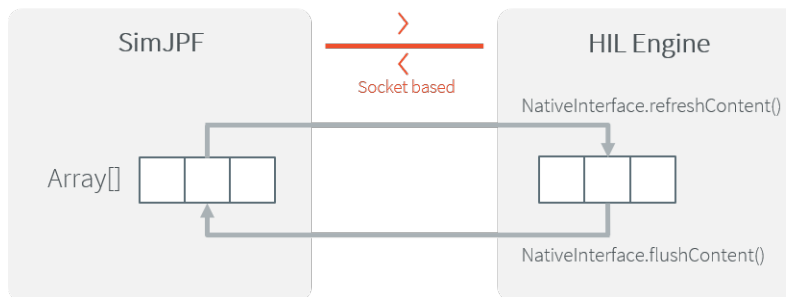 SimJPF
HIL Engine
Socket based
NativeInterface.refreshContent()
Array[]
NativeInterface.flushContent()